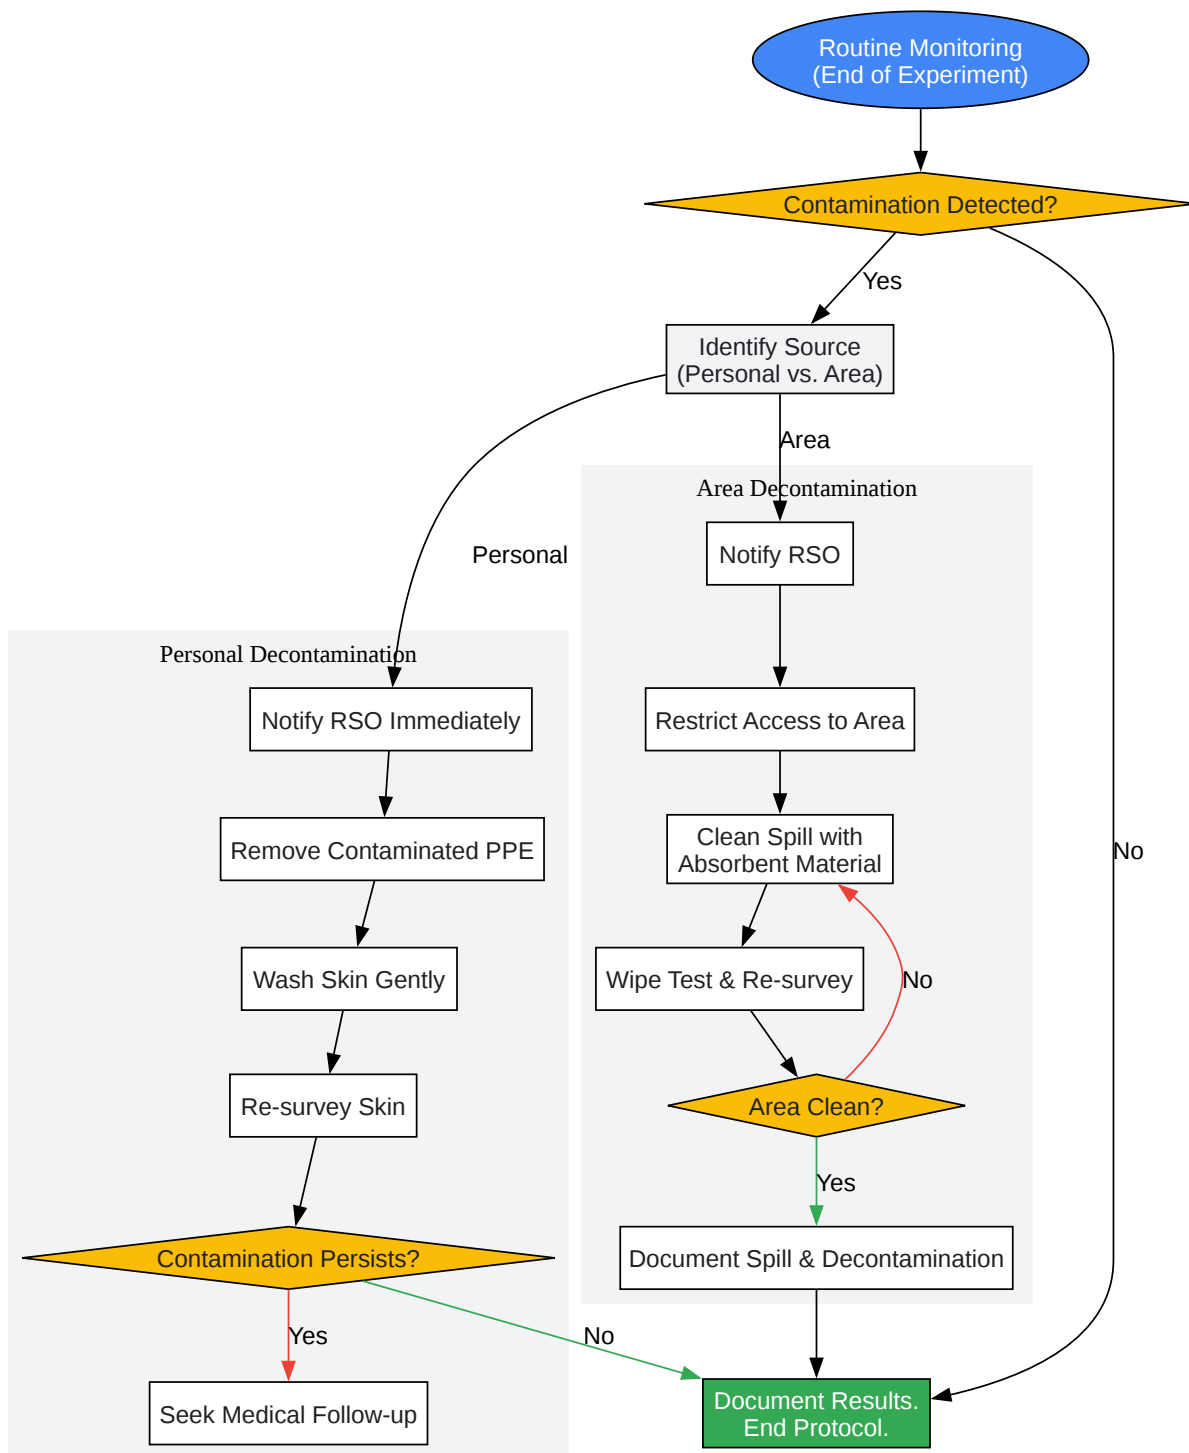 Routine Monitoring
(End of Experiment)
Contamination Detected?
Yes
Identify Source
(Personal vs. Area)
Area
Area Decontamination
Notify RSO
Personal
Personal Decontamination
Notify RSO Immediately
Restrict Access to Area
Clean Spill with
Absorbent Material
Remove Contaminated PPE
No
Wash Skin Gently
Wipe Test & Re-survey
No
Re-survey Skin
Area Clean?
Yes
Contamination Persists?
Document Spill & Decontamination
Yes
No
Seek Medical Follow-up
Document Results.
End Protocol.